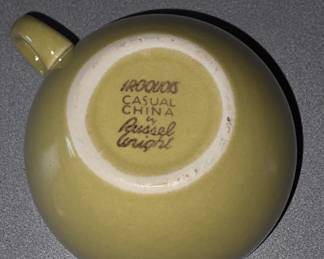 IROQUOIS
CASUAL
CHINA
by
Russel
Wright